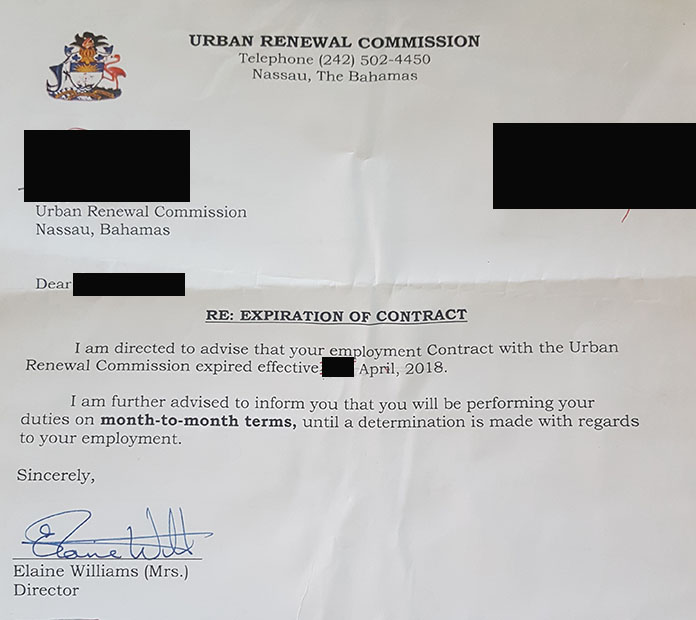 URBAN RENEWAL COMMISSION
Telephone (242) 502-4450
Nassau, The Bahamas
Urban Renewal Commission
Nassau, Bahamas
Dear
RE: EXPIRATION OF CONTRACT
I am directed to advise that your employment Contract with the Urban
Renewal Commission expired effective April, 2018.
I am further advised to inform you that you will be performing your
duties on month-to-month terms, until a determination is made with regards
to your employment.
Sincerely,
Elaine Williams (Mrs.)
Director